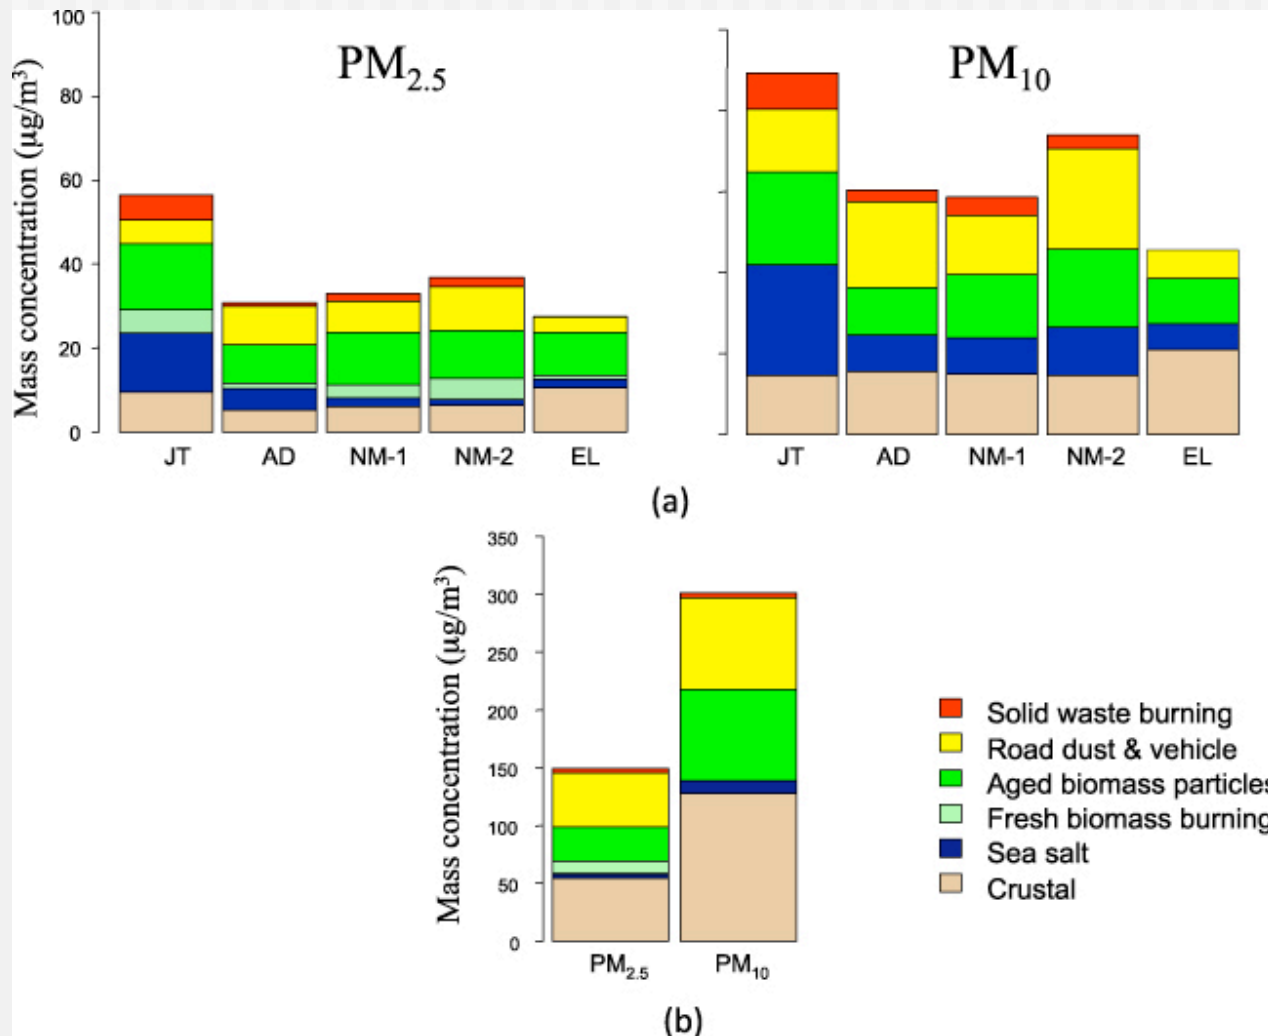 PM2.5
PM10
Mass concentration (µg/m³)
100
80
60
40
20
0
JT AD NM-1 NM-2 EL
JT AD NM-1 NM-2 EL
(a)
Mass concentration (µg/m³)
350
300
250
200
150
100
50
0
PM2.5 PM10
(b)
Solid waste burning
Road dust & vehicle
Aged biomass particles
Fresh biomass burning
Sea salt
Crustal